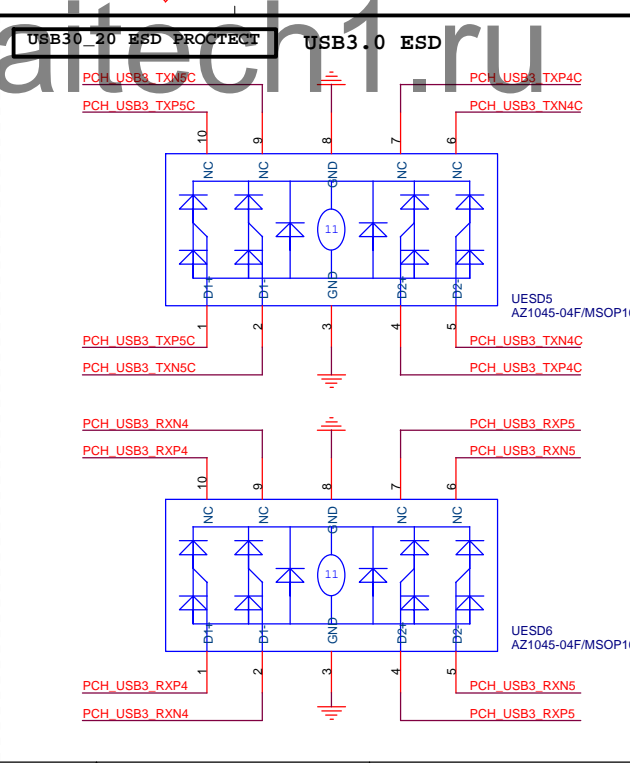 altech1.ru
USB30_20 ESD PROCTECT
USB3.0 ESD
PCH_USB3_TXN5C
PCH_USB3_TXP4C
PCH_USB3_TXP5C
PCH_USB3_TXN4C
10 9 8 7 6
NC NC GND NC NC
11
D1+ D1- GND D2+ D2-
UESD5
AZ1045-04F/MSOP10
1 2 3 4 5
PCH_USB3_TXP5C
PCH_USB3_TXN4C
PCH_USB3_TXN5C
PCH_USB3_TXP4C
PCH_USB3_RXN4
PCH_USB3_RXP5
PCH_USB3_RXP4
PCH_USB3_RXN5
10 9 8 7 6
NC NC GND NC NC
11
D1+ D1- GND D2+ D2-
UESD6
AZ1045-04F/MSOP10
1 2 3 4 5
PCH_USB3_RXP4
PCH_USB3_RXN5
PCH_USB3_RXN4
PCH_USB3_RXP5